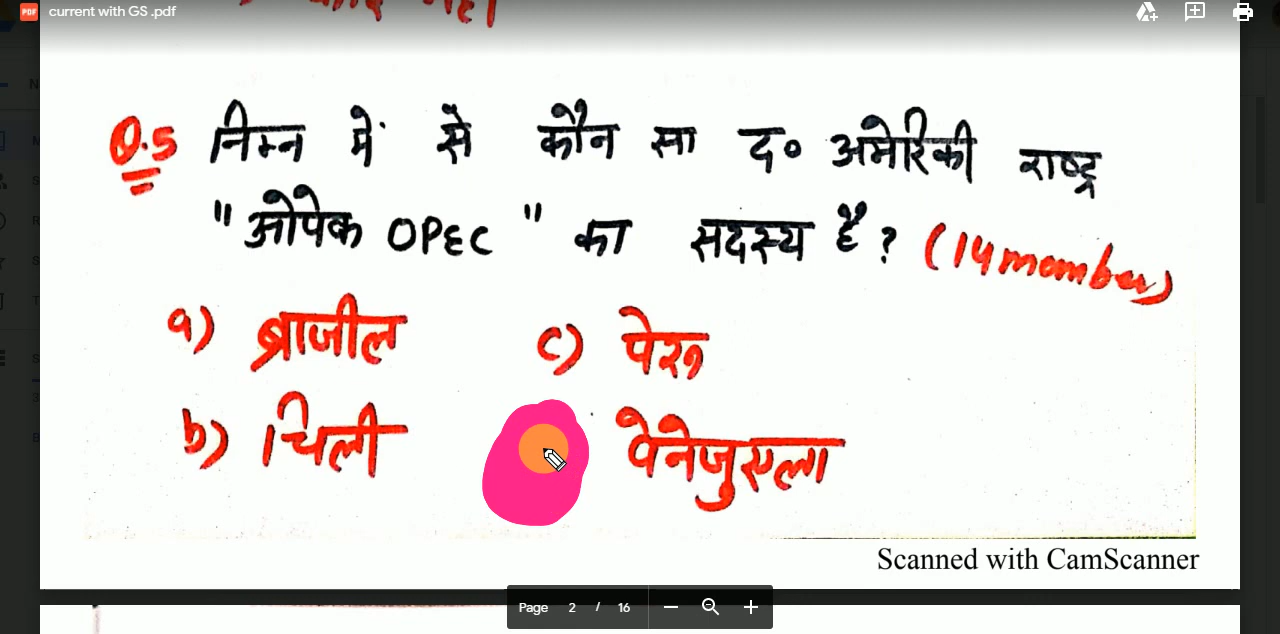 PDF current with GS .pdf
Q.5 निम्न में से कौन सा द० अमेरिकी राष्ट्र
"ओपेक OPEC" का सदस्य है? (14 member)
a) ब्राजील c) पेरू
b) चिली वेनेजुएला
Scanned with CamScanner
Page 2 / 16